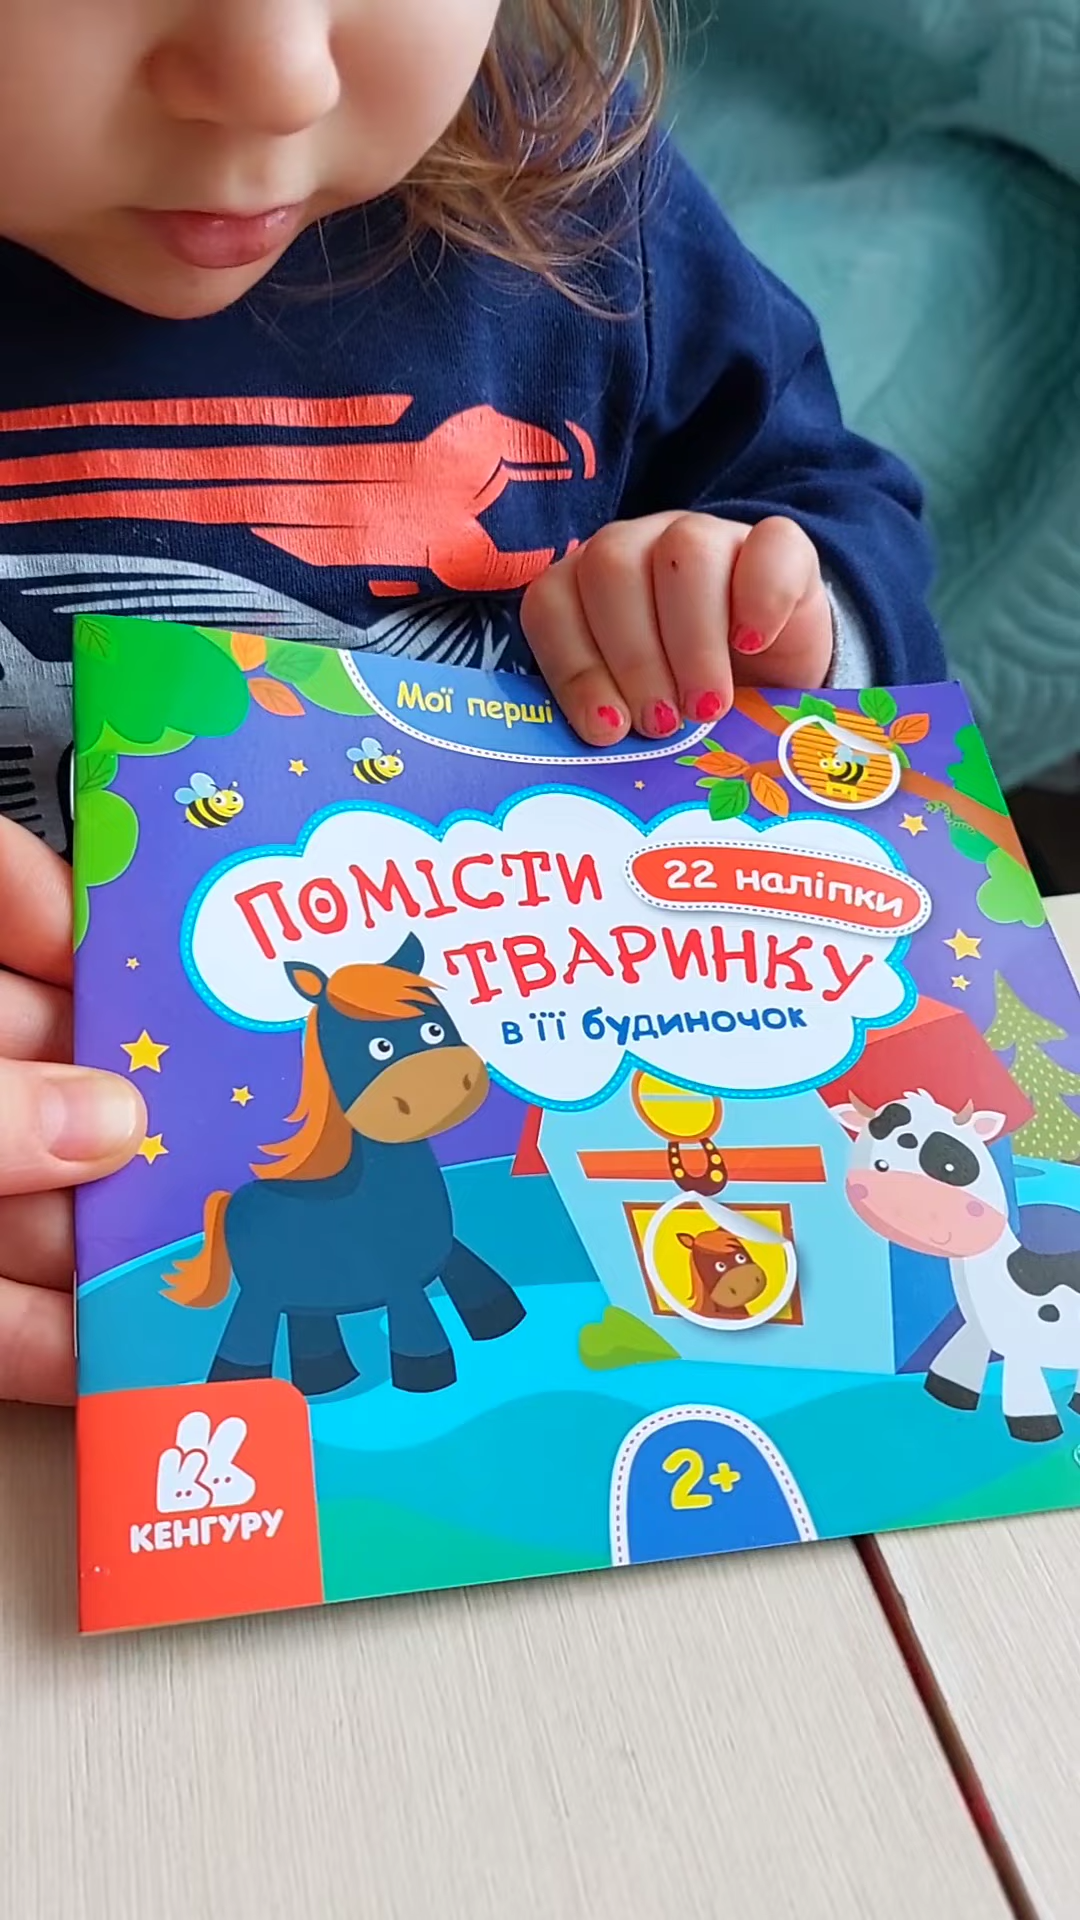 Мої перші
ПОМІСТИ
22 наліпки
ТВАРИНКУ
в її будиночок
2+
КЕНГУРУ